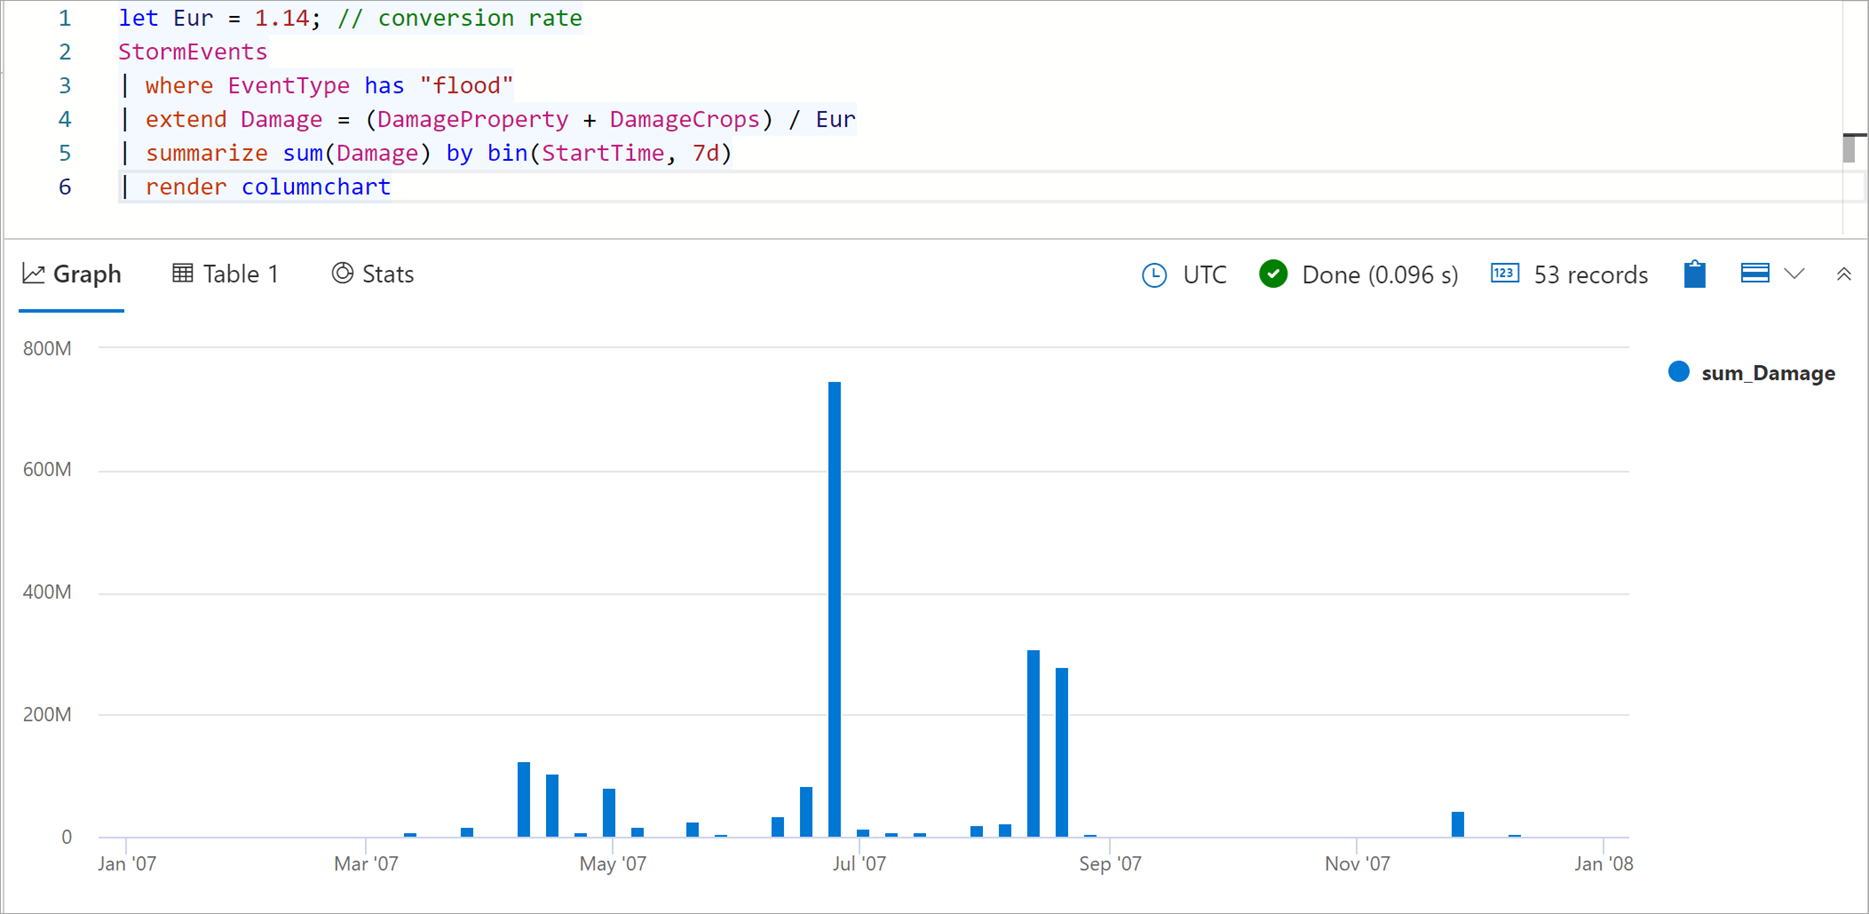 1 let Eur = 1.14; // conversion rate
2 StormEvents
3 | where EventType has "flood"
4 | extend Damage = (DamageProperty + DamageCrops) / Eur
5 | summarize sum(Damage) by bin(StartTime, 7d)
6 | render columnchart
Graph Table 1 Stats UTC Done (0.096 s) 123 53 records
800M
sum_Damage
600M
400M
200M
0
Jan '07 Mar '07 May '07 Jul '07 Sep '07 Nov '07 Jan '08